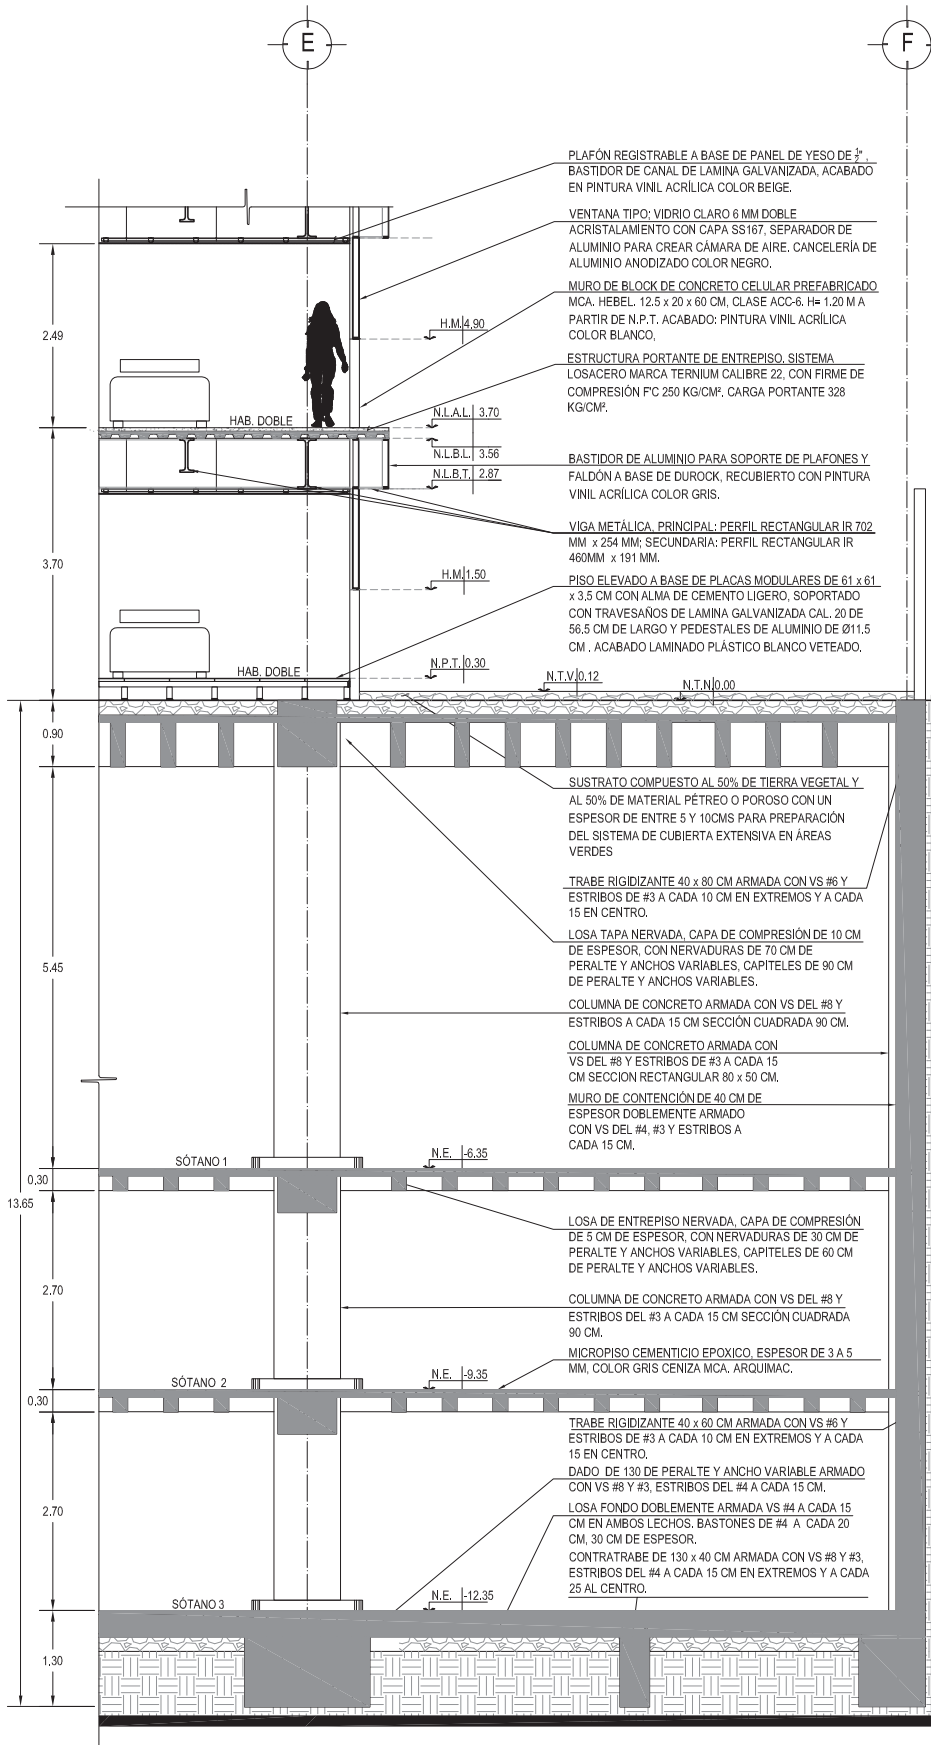 E
F
PLAFÓN REGISTRABLE A BASE DE PANEL DE YESO DE ½",
BASTIDOR DE CANAL DE LAMINA GALVANIZADA, ACABADO
EN PINTURA VINIL ACRÍLICA COLOR BEIGE.
VENTANA TIPO; VIDRIO CLARO 6 MM DOBLE
ACRISTALAMIENTO CON CAPA SS167, SEPARADOR DE
ALUMINIO PARA CREAR CÁMARA DE AIRE. CANCELERÍA DE
ALUMINIO ANODIZADO COLOR NEGRO.
MURO DE BLOCK DE CONCRETO CELULAR PREFABRICADO
MCA. HEBEL. 12.5 x 20 x 60 CM, CLASE ACC-6. H= 1.20 M A
PARTIR DE N.P.T. ACABADO: PINTURA VINIL ACRÍLICA
COLOR BLANCO,
2.49
H.M. 4.90
ESTRUCTURA PORTANTE DE ENTREPISO. SISTEMA
LOSACERO MARCA TERNIUM CALIBRE 22, CON FIRME DE
COMPRESIÓN F'C 250 KG/CM². CARGA PORTANTE 328
KG/CM².
HAB. DOBLE
N.L.A.L. 3.70
N.L.B.L. 3.56
N.L.B.T. 2.87
BASTIDOR DE ALUMINIO PARA SOPORTE DE PLAFONES Y
FALDÓN A BASE DE DUROCK, RECUBIERTO CON PINTURA
VINIL ACRÍLICA COLOR GRIS.
VIGA METÁLICA, PRINCIPAL: PERFIL RECTANGULAR IR 702
MM x 254 MM; SECUNDARIA: PERFIL RECTANGULAR IR
460MM x 191 MM.
3.70
H.M. 1.50
PISO ELEVADO A BASE DE PLACAS MODULARES DE 61 x 61
x 3,5 CM CON ALMA DE CEMENTO LIGERO, SOPORTADO
CON TRAVESAÑOS DE LAMINA GALVANIZADA CAL. 20 DE
56.5 CM DE LARGO Y PEDESTALES DE ALUMINIO DE Ø11.5
CM . ACABADO LAMINADO PLÁSTICO BLANCO VETEADO.
HAB. DOBLE
N.P.T. 0.30
N.T.V. 0.12
N.T.N. 0.00
0.90
SUSTRATO COMPUESTO AL 50% DE TIERRA VEGETAL Y
AL 50% DE MATERIAL PÉTREO O POROSO CON UN
ESPESOR DE ENTRE 5 Y 10CMS PARA PREPARACIÓN
DEL SISTEMA DE CUBIERTA EXTENSIVA EN ÁREAS
VERDES
TRABE RIGIDIZANTE 40 x 80 CM ARMADA CON VS #6 Y
ESTRIBOS DE #3 A CADA 10 CM EN EXTREMOS Y A CADA
15 EN CENTRO.
LOSA TAPA NERVADA, CAPA DE COMPRESIÓN DE 10 CM
DE ESPESOR, CON NERVADURAS DE 70 CM DE
PERALTE Y ANCHOS VARIABLES, CAPITELES DE 90 CM
DE PERALTE Y ANCHOS VARIABLES.
5.45
COLUMNA DE CONCRETO ARMADA CON VS DEL #8 Y
ESTRIBOS A CADA 15 CM SECCIÓN CUADRADA 90 CM.
COLUMNA DE CONCRETO ARMADA CON
VS DEL #8 Y ESTRIBOS DE #3 A CADA 15
CM SECCION RECTANGULAR 80 x 50 CM.
MURO DE CONTENCIÓN DE 40 CM DE
ESPESOR DOBLEMENTE ARMADO
CON VS DEL #4, #3 Y ESTRIBOS A
CADA 15 CM.
SÓTANO 1
N.E. -6.35
0.30
13.65
LOSA DE ENTREPISO NERVADA, CAPA DE COMPRESIÓN
DE 5 CM DE ESPESOR, CON NERVADURAS DE 30 CM DE
PERALTE Y ANCHOS VARIABLES, CAPITELES DE 60 CM
DE PERALTE Y ANCHOS VARIABLES.
2.70
COLUMNA DE CONCRETO ARMADA CON VS DEL #8 Y
ESTRIBOS DEL #3 A CADA 15 CM SECCIÓN CUADRADA
90 CM.
MICROPISO CEMENTICIO EPOXICO, ESPESOR DE 3 A 5
MM, COLOR GRIS CENIZA MCA. ARQUIMAC.
SÓTANO 2
N.E. -9.35
0.30
TRABE RIGIDIZANTE 40 x 60 CM ARMADA CON VS #6 Y
ESTRIBOS DE #3 A CADA 10 CM EN EXTREMOS Y A CADA
15 EN CENTRO.
DADO DE 130 DE PERALTE Y ANCHO VARIABLE ARMADO
CON VS #8 Y #3, ESTRIBOS DEL #4 A CADA 15 CM.
2.70
LOSA FONDO DOBLEMENTE ARMADA VS #4 A CADA 15
CM EN AMBOS LECHOS. BASTONES DE #4 A CADA 20
CM, 30 CM DE ESPESOR.
CONTRATRABE DE 130 x 40 CM ARMADA CON VS #8 Y #3,
ESTRIBOS DEL #4 A CADA 15 CM EN EXTREMOS Y A CADA
25 AL CENTRO.
SÓTANO 3
N.E. -12.35
1.30